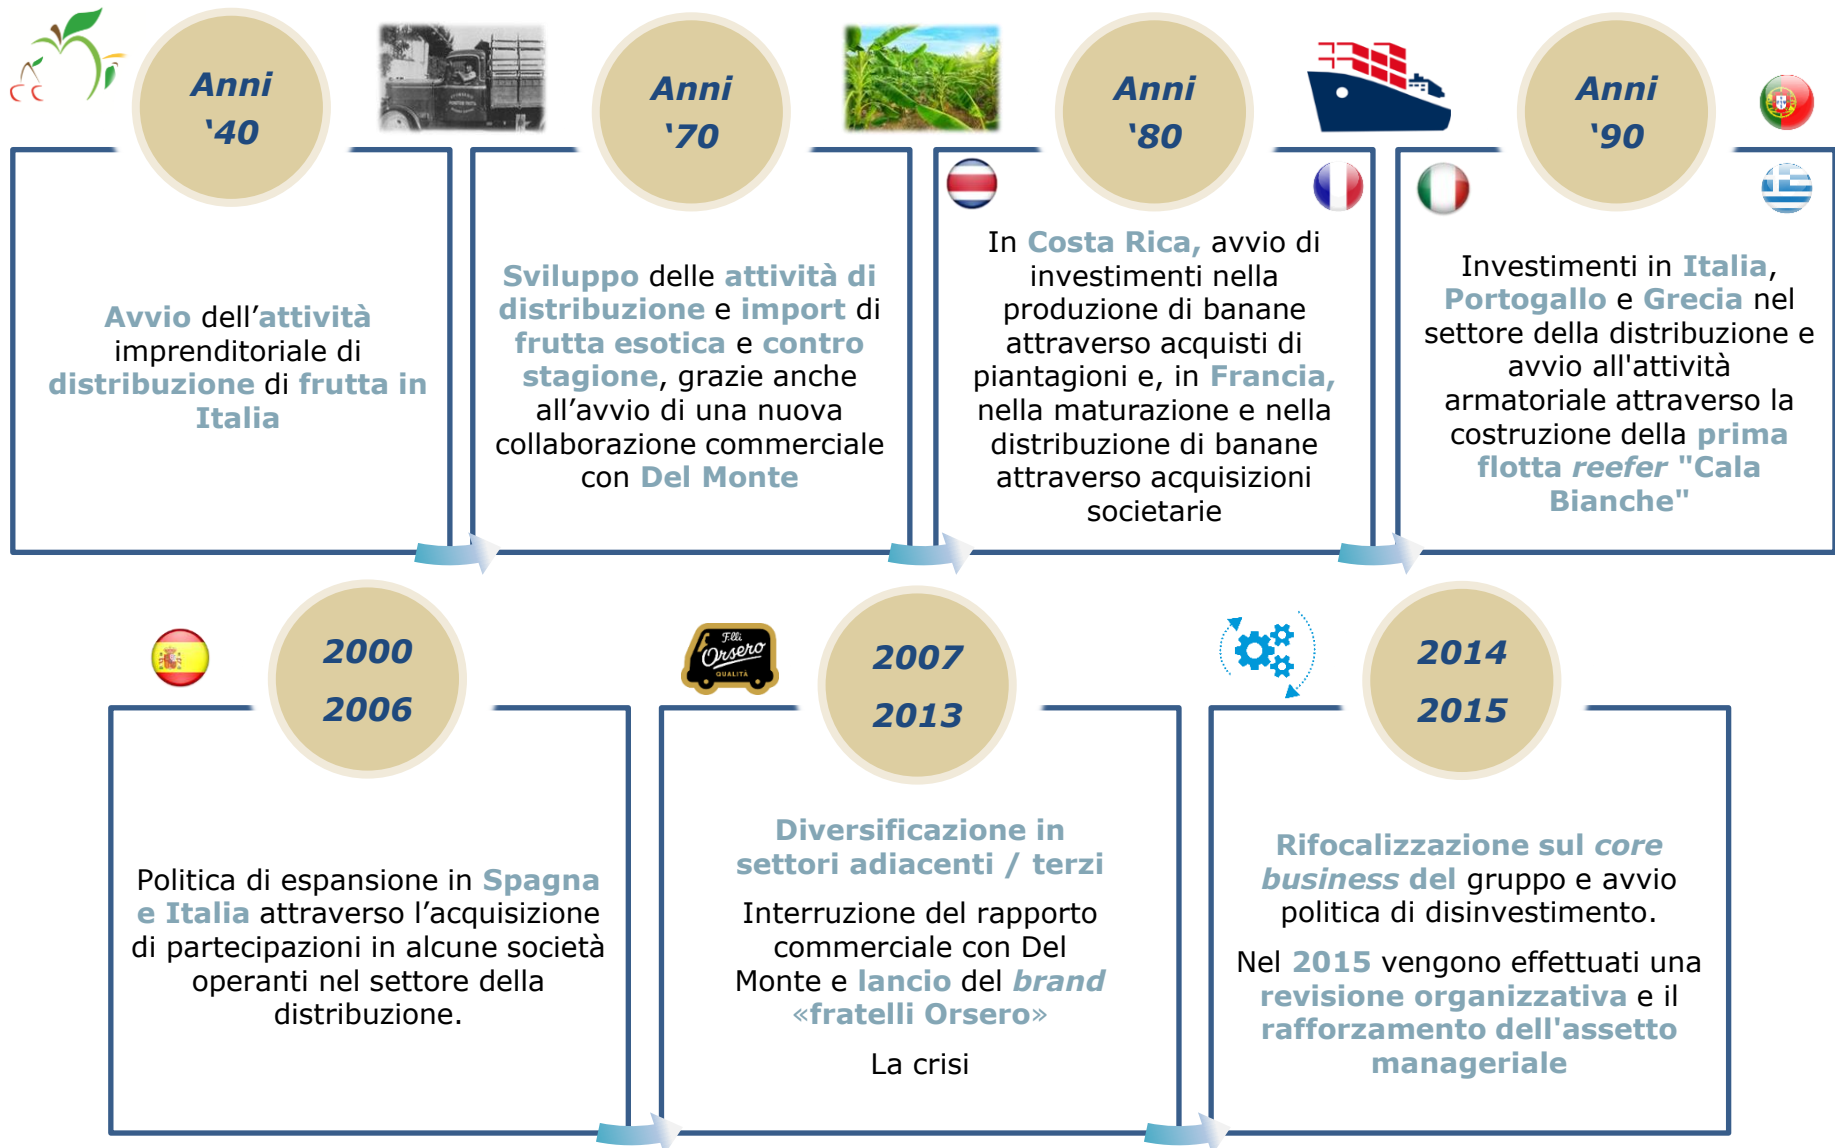 Anni
‘40
Avvio dell’attività
imprenditoriale di
distribuzione di frutta in
Italia
Anni
‘70
Sviluppo delle attività di
distribuzione e import di
frutta esotica e contro
stagione, grazie anche
all’avvio di una nuova
collaborazione commerciale
con Del Monte
Anni
‘80
In Costa Rica, avvio di
investimenti nella
produzione di banane
attraverso acquisti di
piantagioni e, in Francia,
nella maturazione e nella
distribuzione di banane
attraverso acquisizioni
societarie
Anni
‘90
Investimenti in Italia,
Portogallo e Grecia nel
settore della distribuzione e
avvio all'attività
armatoriale attraverso la
costruzione della prima
flotta reefer "Cala
Bianche"
2000
2006
Politica di espansione in Spagna
e Italia attraverso l’acquisizione
di partecipazioni in alcune società
operanti nel settore della
distribuzione.
F.lli
Orsero
QUALITÀ
2007
2013
Diversificazione in
settori adiacenti / terzi
Interruzione del rapporto
commerciale con Del
Monte e lancio del brand
«fratelli Orsero»
La crisi
2014
2015
Rifocalizzazione sul core
business del gruppo e avvio
politica di disinvestimento.
Nel 2015 vengono effettuati una
revisione organizzativa e il
rafforzamento dell'assetto
manageriale